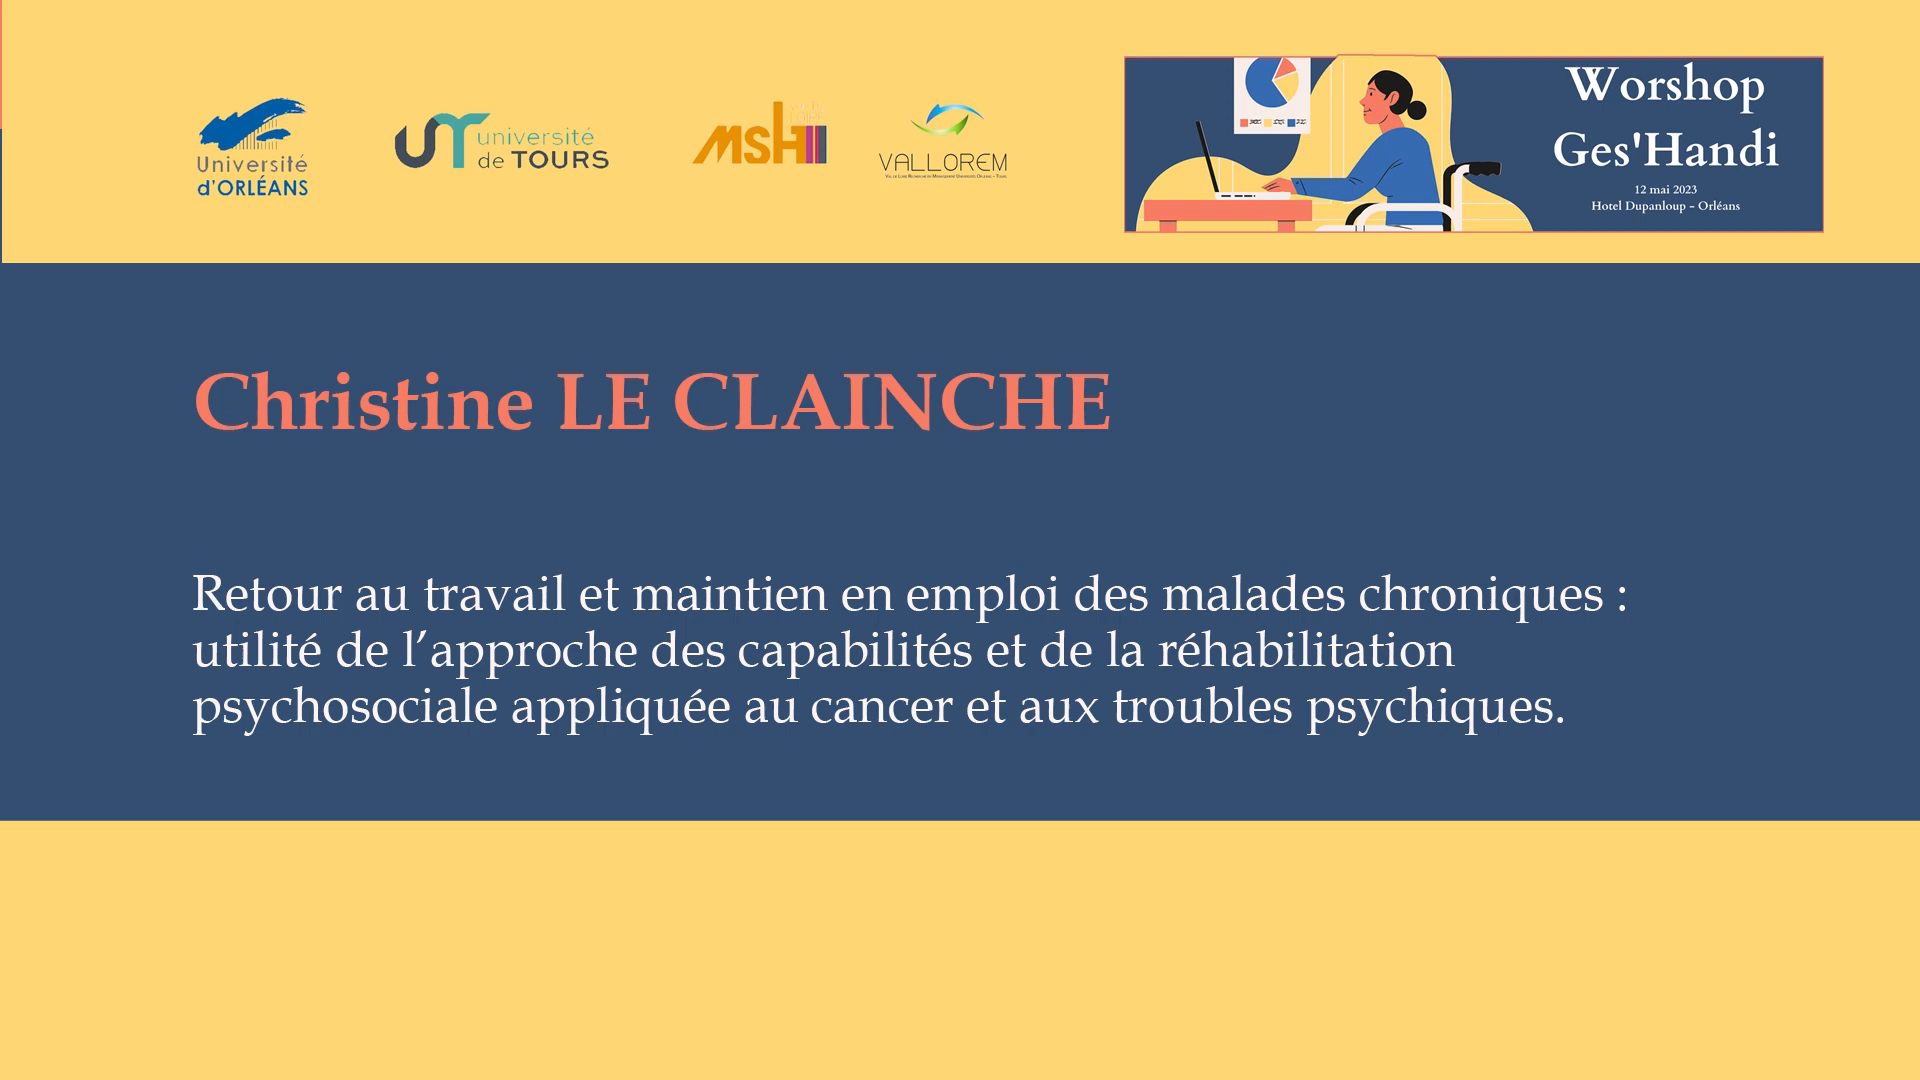 Université
d'ORLÉANS
université
de TOURS
msh
VALLOREM
Worshop
Ges'Handi
12 mai 2023
Hotel Dupanloup - Orléans
Christine LE CLAINCHE
Retour au travail et maintien en emploi des malades chroniques :
utilité de l’approche des capabilités et de la réhabilitation
psychosociale appliquée au cancer et aux troubles psychiques.